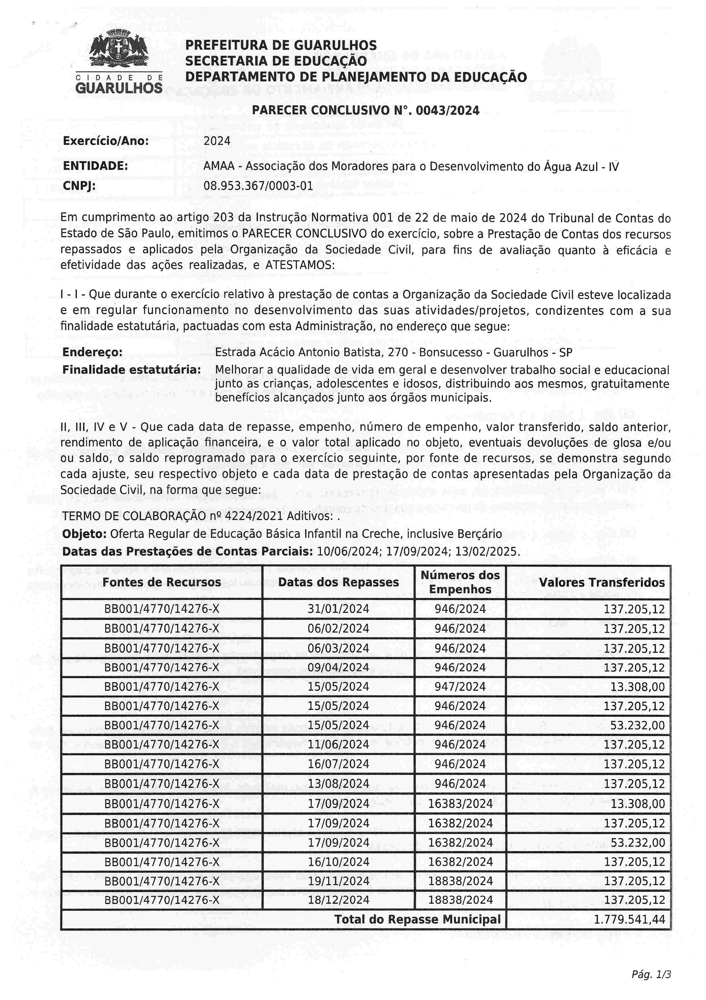 CIDADE DE
GUARULHOS
PREFEITURA DE GUARULHOS
SECRETARIA DE EDUCAÇÃO
DEPARTAMENTO DE PLANEJAMENTO DA EDUCAÇÃO
PARECER CONCLUSIVO N°. 0043/2024
Exercício/Ano: 2024
ENTIDADE: AMAA - Associação dos Moradores para o Desenvolvimento do Água Azul - IV
CNPJ: 08.953.367/0003-01
Em cumprimento ao artigo 203 da Instrução Normativa 001 de 22 de maio de 2024 do Tribunal de Contas do
Estado de São Paulo, emitimos o PARECER CONCLUSIVO do exercício, sobre a Prestação de Contas dos recursos
repassados e aplicados pela Organização da Sociedade Civil, para fins de avaliação quanto à eficácia e
efetividade das ações realizadas, e ATESTAMOS:
I - I - Que durante o exercício relativo à prestação de contas a Organização da Sociedade Civil esteve localizada
e em regular funcionamento no desenvolvimento das suas atividades/projetos, condizentes com a sua
finalidade estatutária, pactuadas com esta Administração, no endereço que segue:
Endereço: Estrada Acácio Antonio Batista, 270 - Bonsucesso - Guarulhos - SP
Finalidade estatutária: Melhorar a qualidade de vida em geral e desenvolver trabalho social e educacional
junto as crianças, adolescentes e idosos, distribuindo aos mesmos, gratuitamente
benefícios alcançados junto aos órgãos municipais.
II, III, IV e V - Que cada data de repasse, empenho, número de empenho, valor transferido, saldo anterior,
rendimento de aplicação financeira, e o valor total aplicado no objeto, eventuais devoluções de glosa e/ou
ou saldo, o saldo reprogramado para o exercício seguinte, por fonte de recursos, se demonstra segundo
cada ajuste, seu respectivo objeto e cada data de prestação de contas apresentadas pela Organização da
Sociedade Civil, na forma que segue:
TERMO DE COLABORAÇÃO nº 4224/2021 Aditivos: .
Objeto: Oferta Regular de Educação Básica Infantil na Creche, inclusive Berçário
Datas das Prestações de Contas Parciais: 10/06/2024; 17/09/2024; 13/02/2025.
Fontes de Recursos Datas dos Repasses Números dos Empenhos Valores Transferidos
BB001/4770/14276-X 31/01/2024 946/2024 137.205,12
BB001/4770/14276-X 06/02/2024 946/2024 137.205,12
BB001/4770/14276-X 06/03/2024 946/2024 137.205,12
BB001/4770/14276-X 09/04/2024 946/2024 137.205,12
BB001/4770/14276-X 15/05/2024 947/2024 13.308,00
BB001/4770/14276-X 15/05/2024 946/2024 137.205,12
BB001/4770/14276-X 15/05/2024 946/2024 53.232,00
BB001/4770/14276-X 11/06/2024 946/2024 137.205,12
BB001/4770/14276-X 16/07/2024 946/2024 137.205,12
BB001/4770/14276-X 13/08/2024 946/2024 137.205,12
BB001/4770/14276-X 17/09/2024 16383/2024 13.308,00
BB001/4770/14276-X 17/09/2024 16382/2024 137.205,12
BB001/4770/14276-X 17/09/2024 16382/2024 53.232,00
BB001/4770/14276-X 16/10/2024 16382/2024 137.205,12
BB001/4770/14276-X 19/11/2024 18838/2024 137.205,12
BB001/4770/14276-X 18/12/2024 18838/2024 137.205,12
Total do Repasse Municipal 1.779.541,44
Pág. 1/3